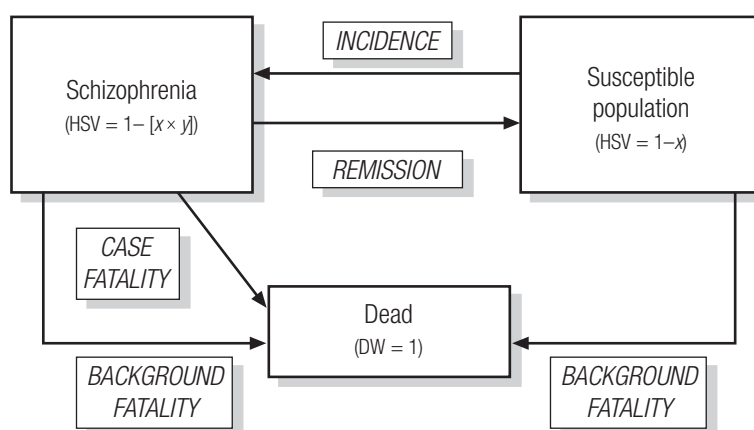 INCIDENCE
Schizophrenia
(HSV = 1– [x × y])
Susceptible
population
(HSV = 1–x)
REMISSION
CASE
FATALITY
Dead
(DW = 1)
BACKGROUND
FATALITY
BACKGROUND
FATALITY